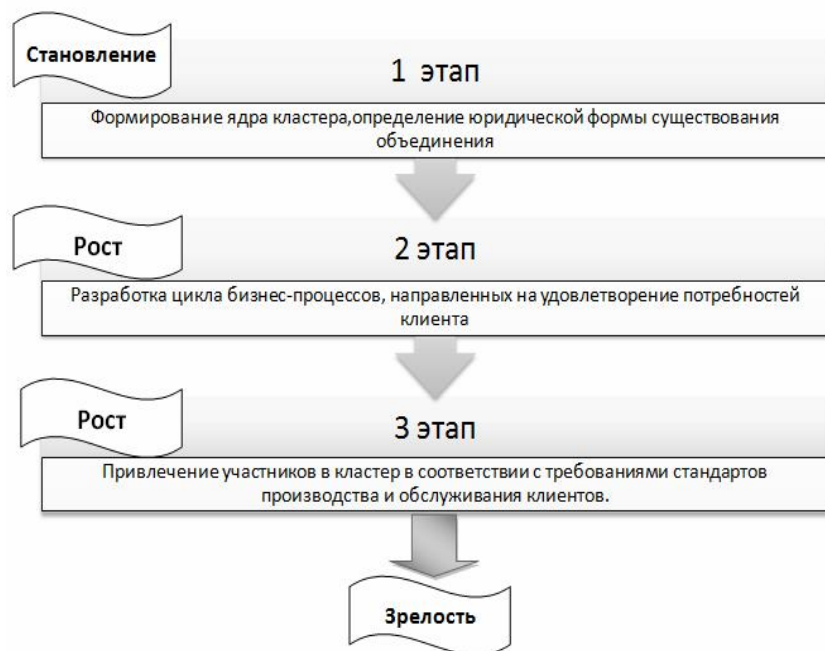 Становление
1 этап
Формирование ядра кластера,определение юридической формы существования
объединения
Рост
2 этап
Разработка цикла бизнес-процессов, направленных на удовлетворение потребностей
клиента
Рост
3 этап
Привлечение участников в кластер в соответствии с требованиями стандартов
производства и обслуживания клиентов.
Зрелость